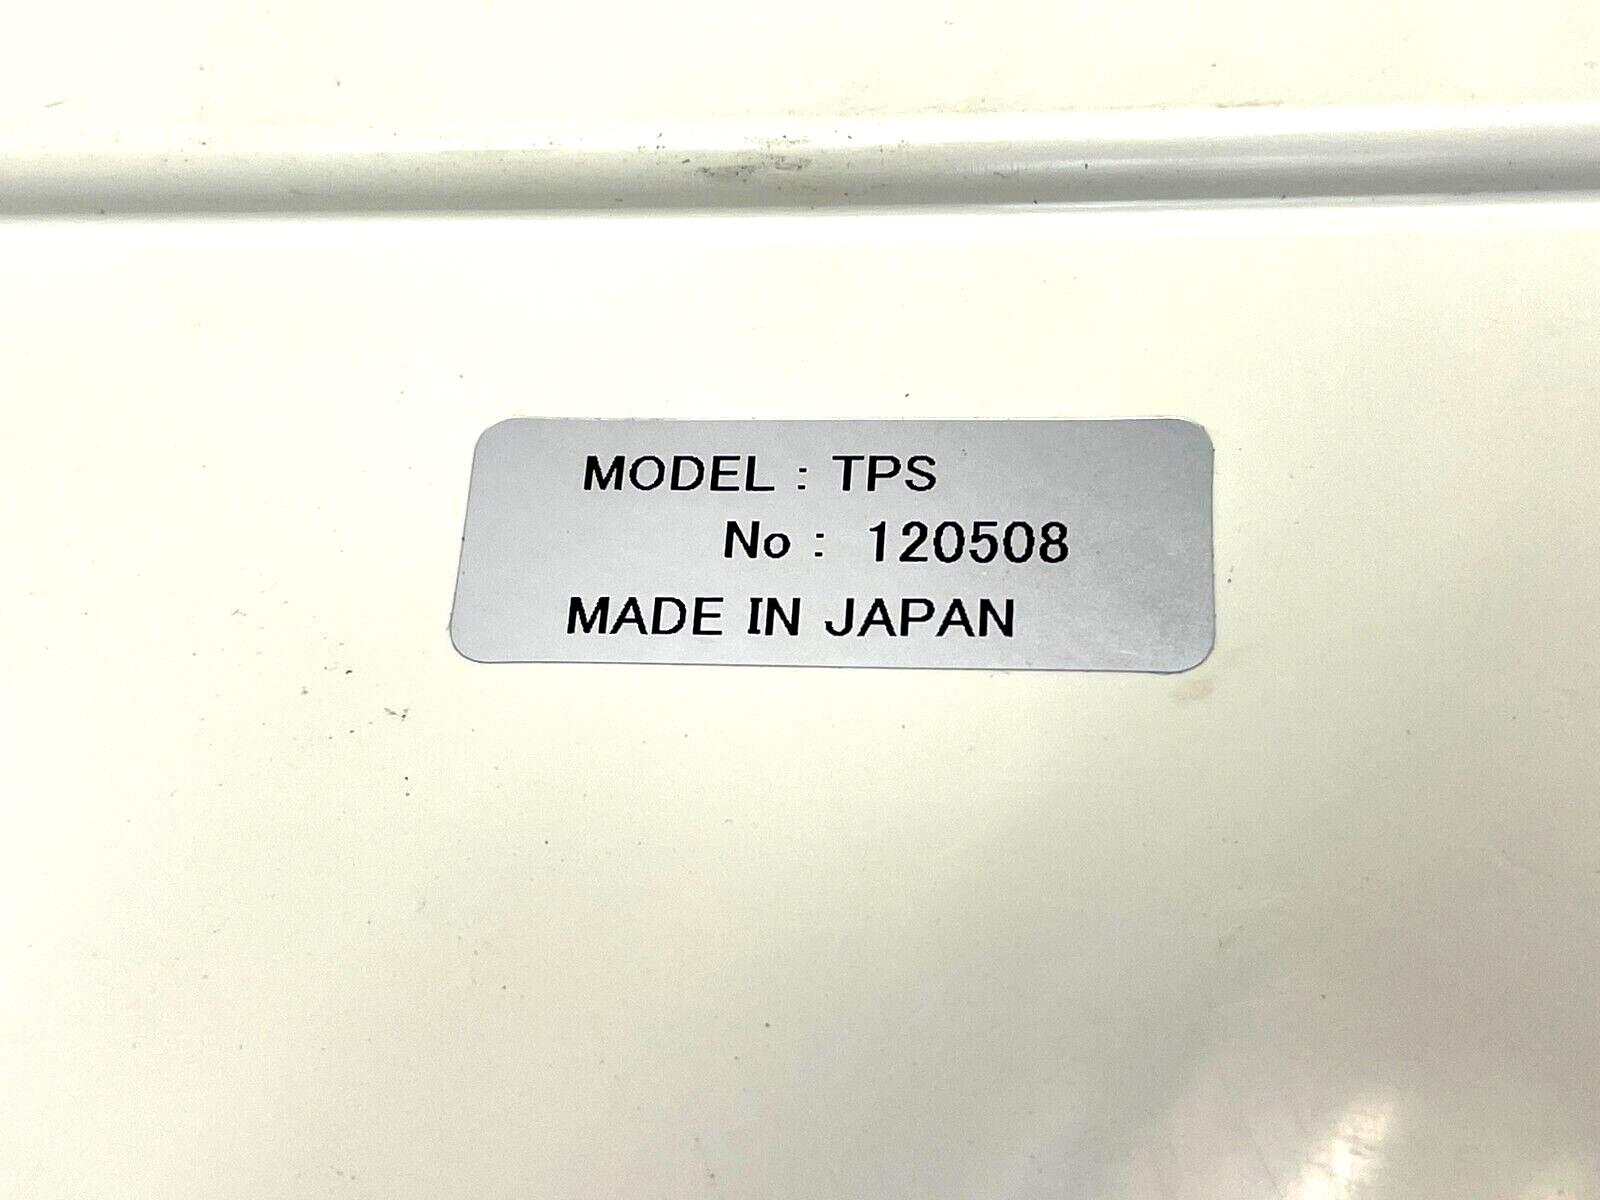 MODEL : TPS
No : 120508
MADE IN JAPAN